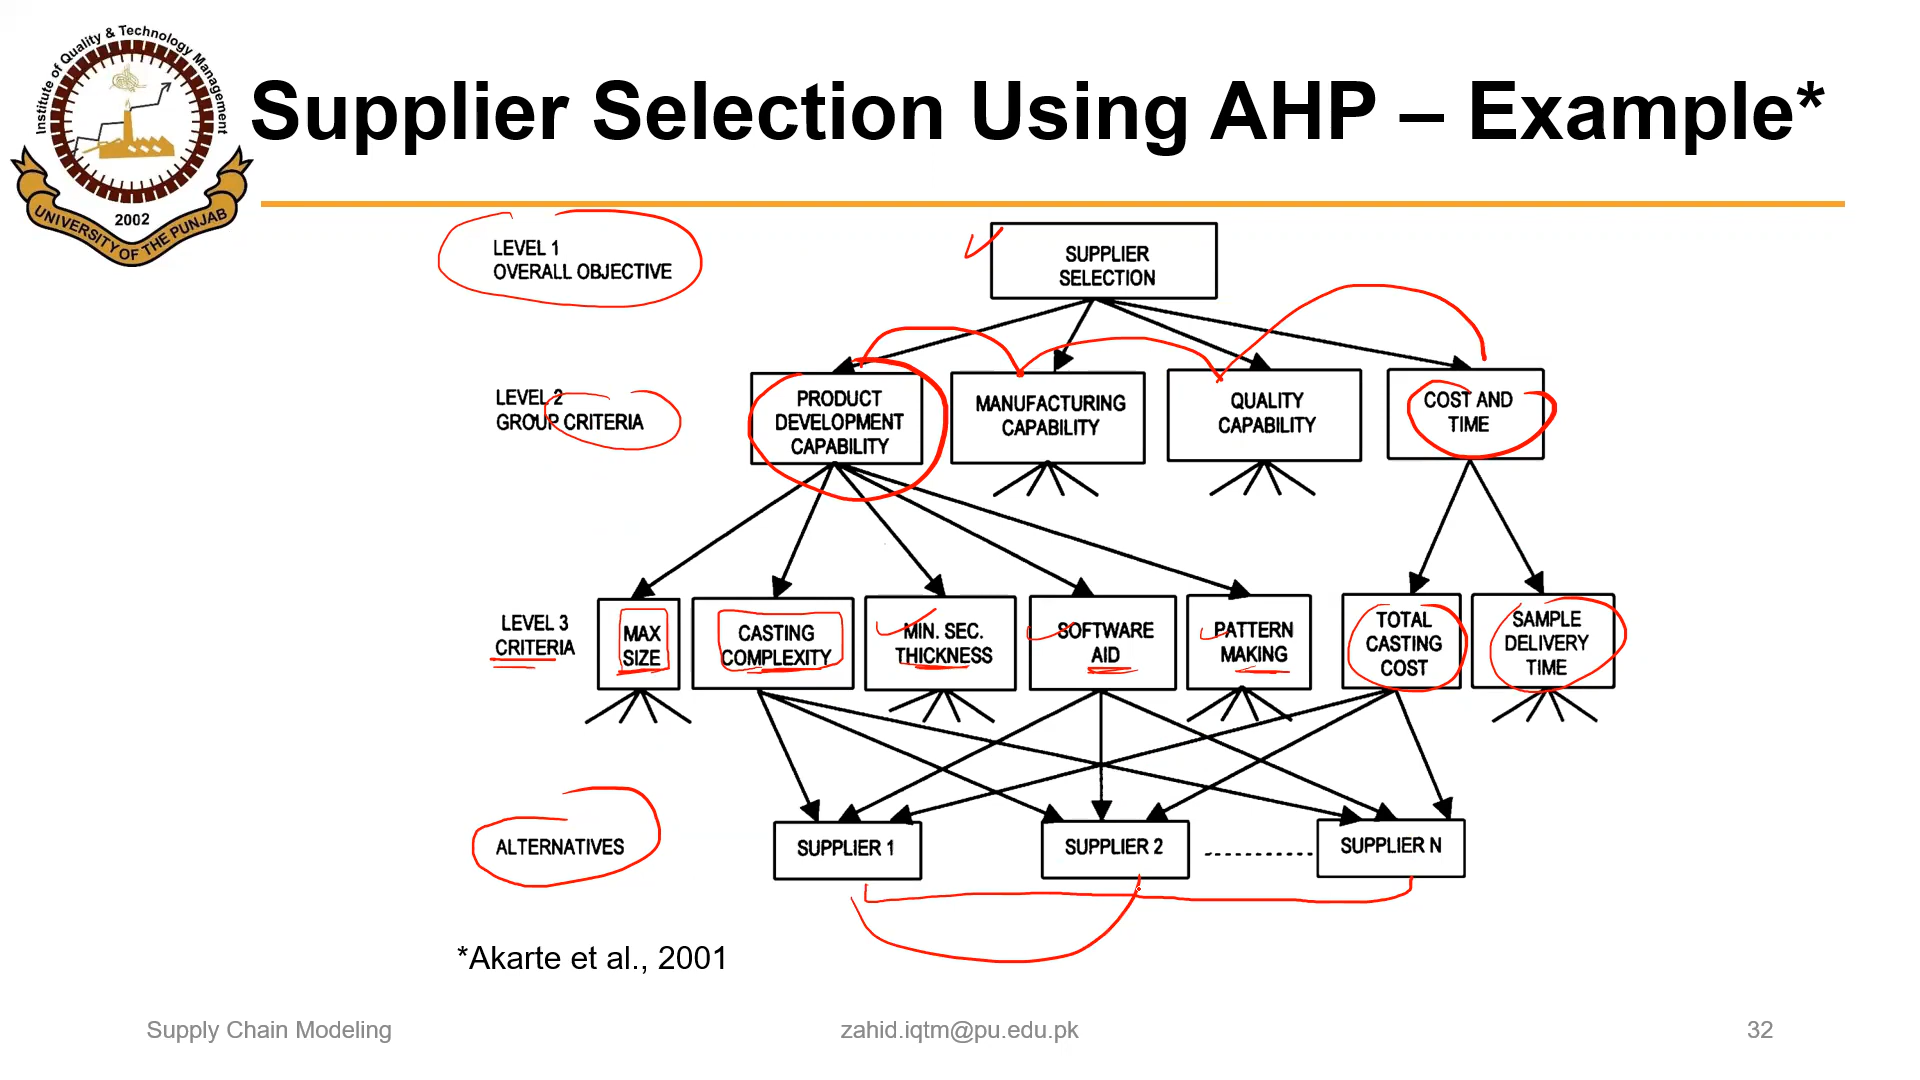 Institute of Quality & Technology Management
2002
UNIVERSITY OF THE PUNJAB
Supplier Selection Using AHP – Example*
LEVEL 1
OVERALL OBJECTIVE
SUPPLIER
SELECTION
LEVEL 2
GROUP CRITERIA
PRODUCT
DEVELOPMENT
CAPABILITY
MANUFACTURING
CAPABILITY
QUALITY
CAPABILITY
COST AND
TIME
LEVEL 3
CRITERIA
MAX
SIZE
CASTING
COMPLEXITY
MIN. SEC.
THICKNESS
SOFTWARE
AID
PATTERN
MAKING
TOTAL
CASTING
COST
SAMPLE
DELIVERY
TIME
ALTERNATIVES
SUPPLIER 1
SUPPLIER 2
SUPPLIER N
*Akarte et al., 2001
Supply Chain Modeling
zahid.iqtm@pu.edu.pk
32